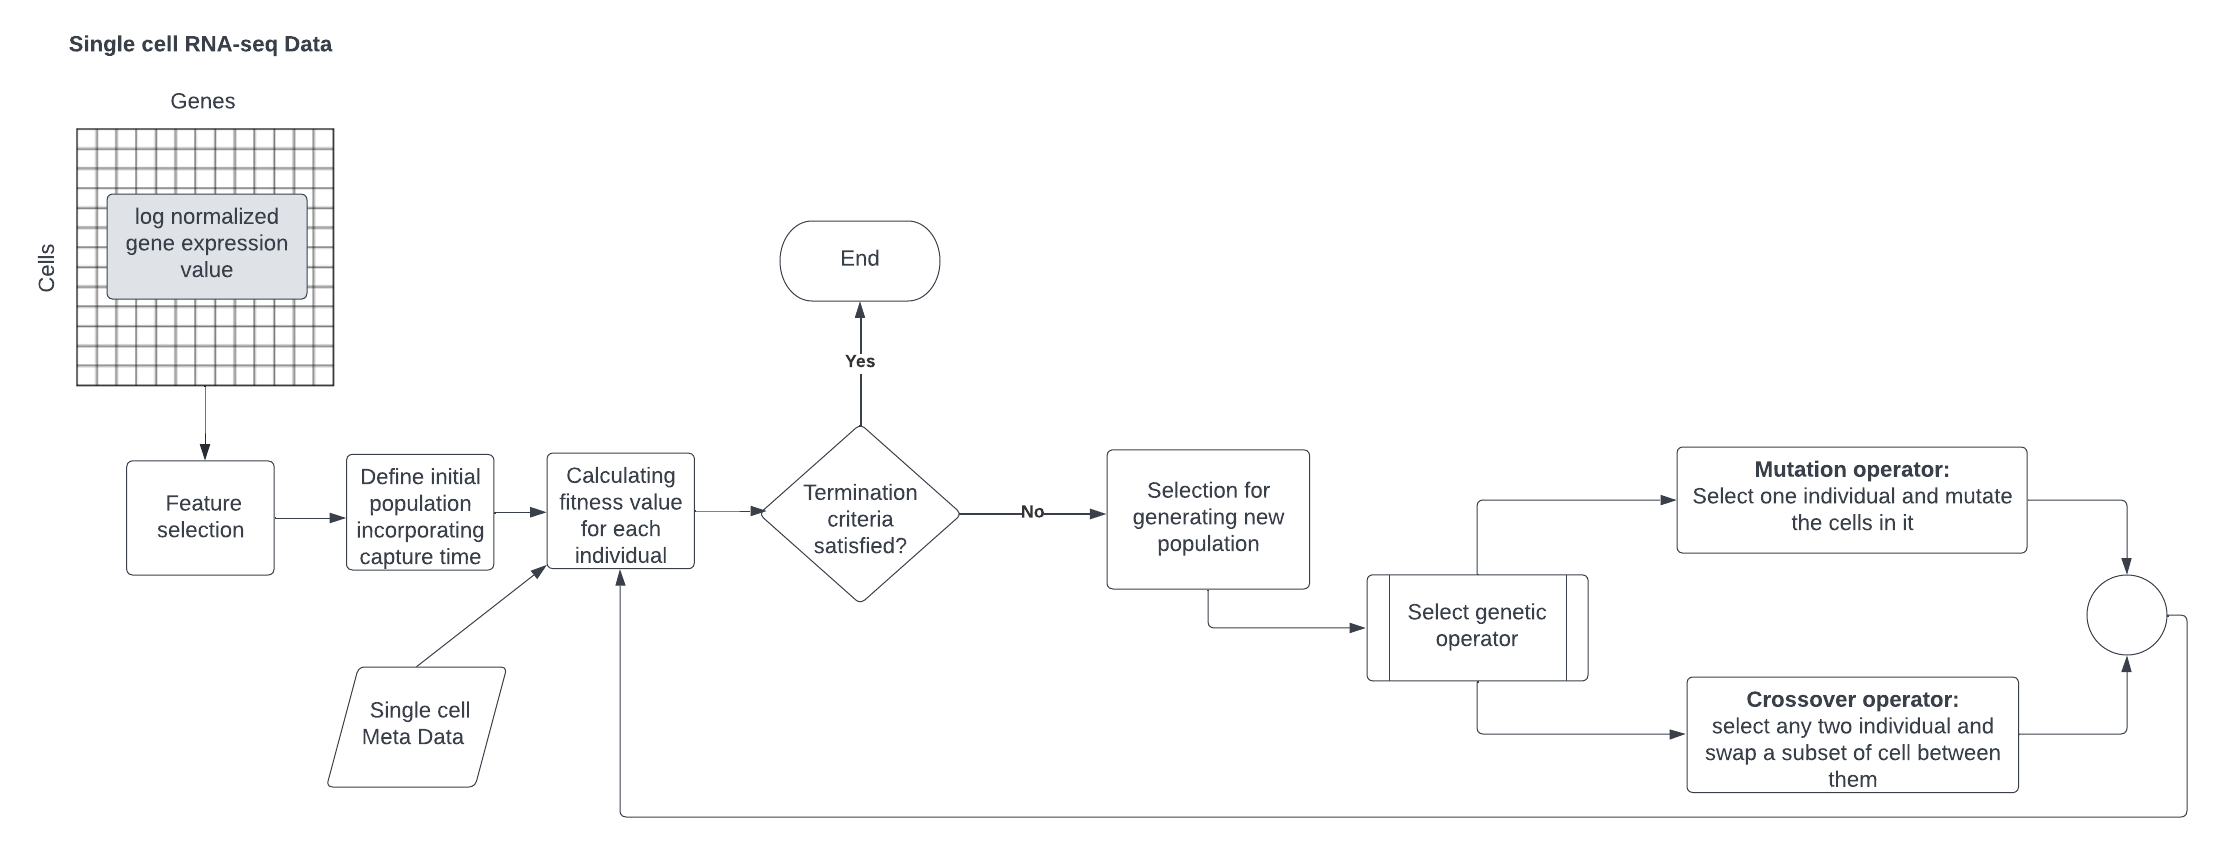 Single cell RNA-seq Data
Genes
Cells
log normalized
gene expression
value
Feature
selection
Define initial
population
incorporating
capture time
Calculating
fitness value
for each
individual
Single cell
Meta Data
Termination
criteria
satisfied?
Yes
End
No
Selection for
generating new
population
Select genetic
operator
Mutation operator:
Select one individual and mutate
the cells in it
Crossover operator:
select any two individual and
swap a subset of cell between
them